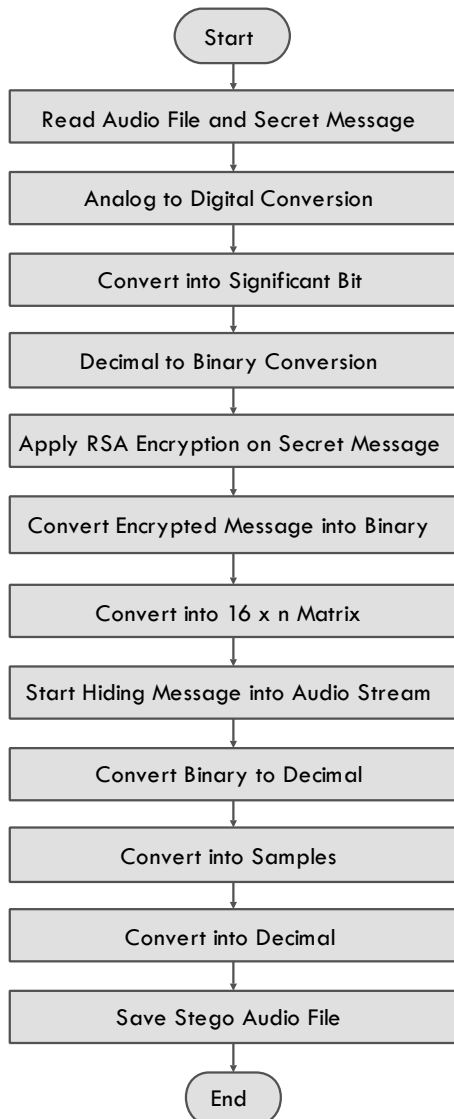 Start
Read Audio File and Secret Message
Analog to Digital Conversion
Convert into Significant Bit
Decimal to Binary Conversion
Apply RSA Encryption on Secret Message
Convert Encrypted Message into Binary
Convert into 16 x n Matrix
Start Hiding Message into Audio Stream
Convert Binary to Decimal
Convert into Samples
Convert into Decimal
Save Stego Audio File
End